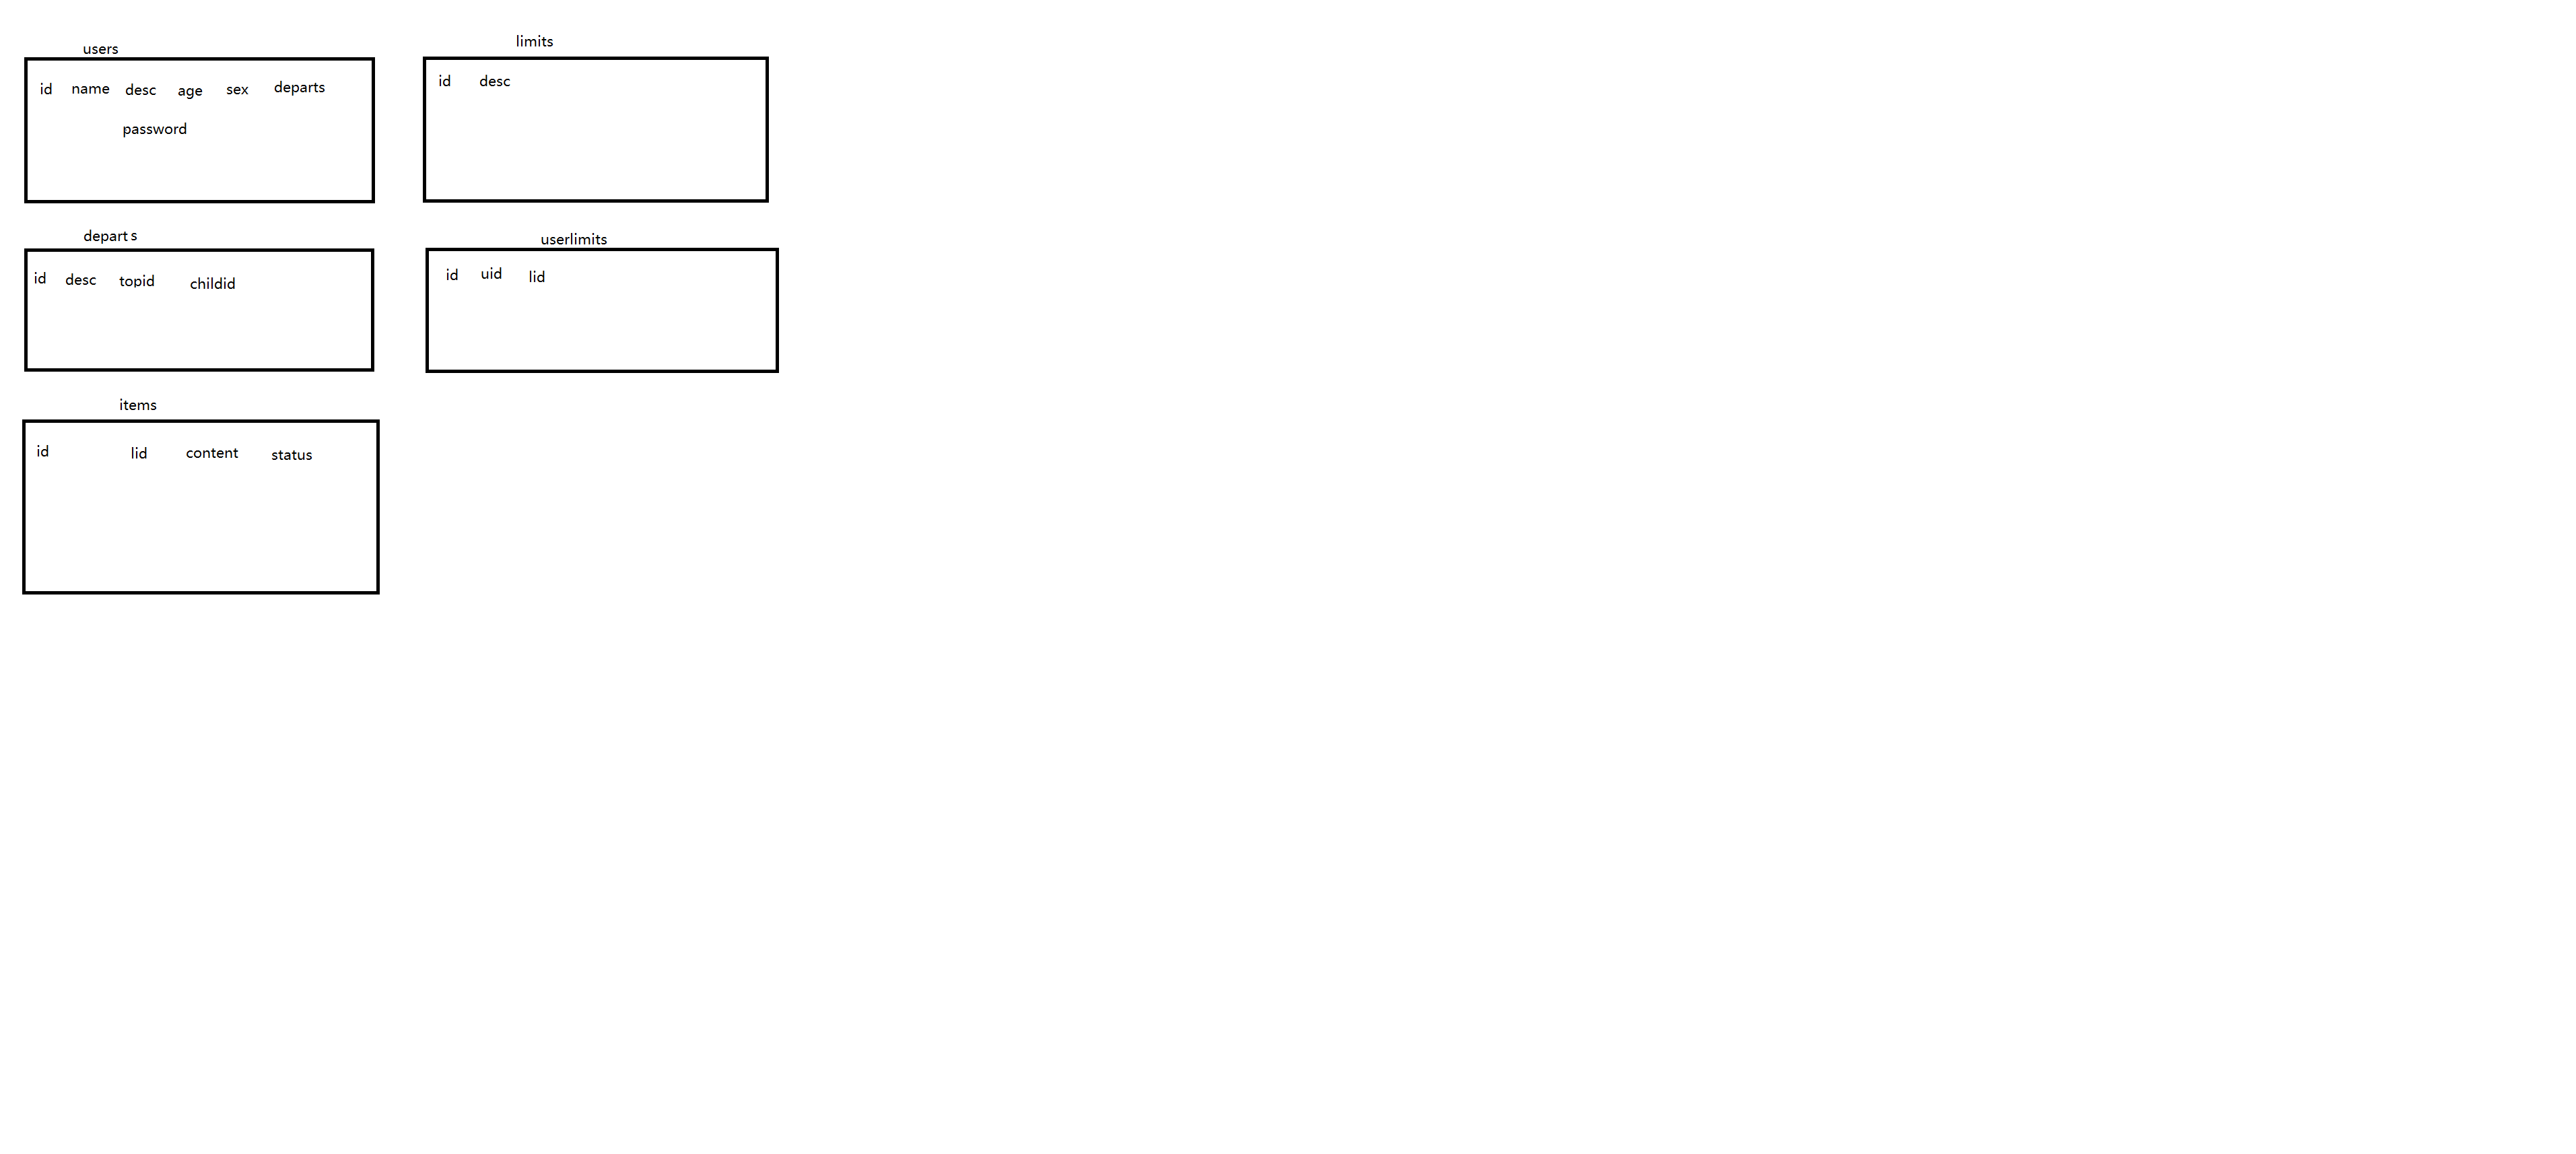 users
id name desc age sex departs
password
limits
id desc
depart s
id desc topid childid
userlimits
id uid lid
items
id lid content status